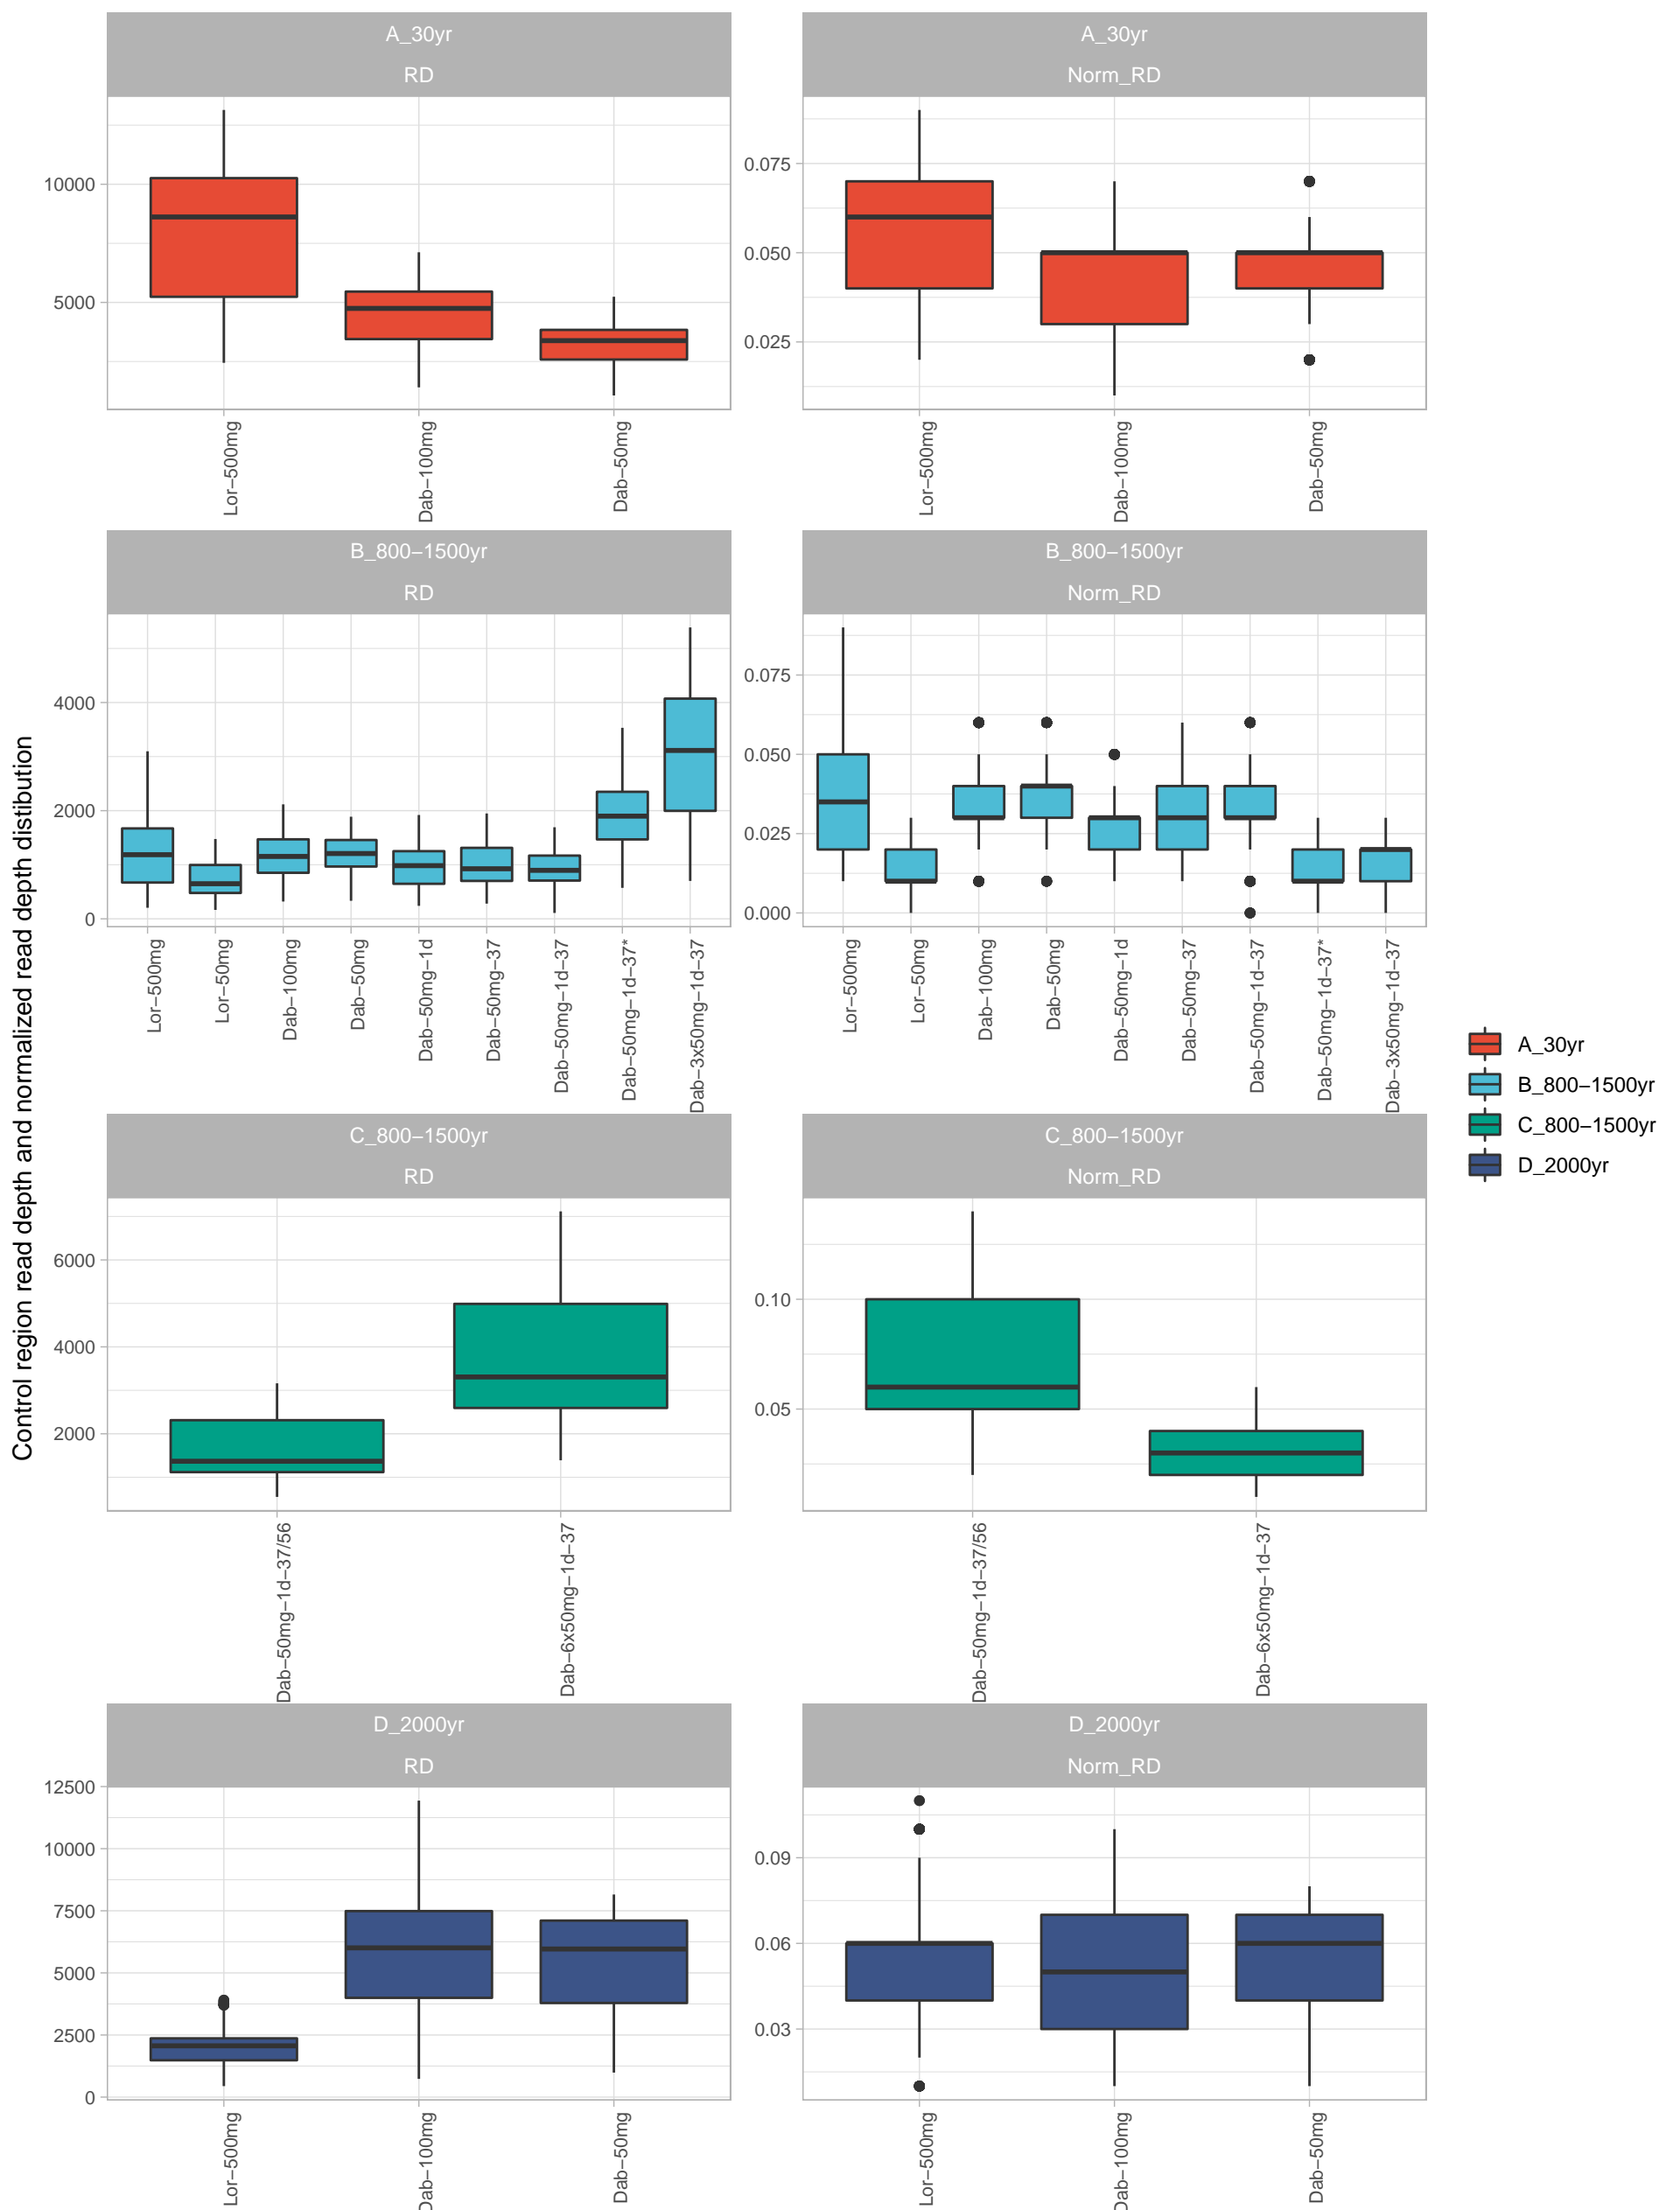 A_30yr
RD
A_30yr
Norm_RD
10000
5000
0.075
0.050
0.025
Lor−500mg
Dab−100mg
Dab−50mg
Lor−500mg
Dab−100mg
Dab−50mg
B_800−1500yr
RD
B_800−1500yr
Norm_RD
4000
2000
0
0.075
0.050
0.025
0.000
Lor−500mg
Lor−50mg
Dab−100mg
Dab−50mg
Dab−50mg−1d
Dab−50mg−37
Dab−50mg−1d−37
Dab−50mg−1d−37*
Dab−3x50mg−1d−37
Lor−500mg
Lor−50mg
Dab−100mg
Dab−50mg
Dab−50mg−1d
Dab−50mg−37
Dab−50mg−1d−37
Dab−50mg−1d−37*
Dab−3x50mg−1d−37
Control region read depth and normalized read depth distibution
A_30yr
B_800−1500yr
C_800−1500yr
D_2000yr
C_800−1500yr
RD
C_800−1500yr
Norm_RD
6000
4000
2000
0.10
0.05
Dab−50mg−1d−37/56
Dab−6x50mg−1d−37
Dab−50mg−1d−37/56
Dab−6x50mg−1d−37
D_2000yr
RD
D_2000yr
Norm_RD
12500
10000
7500
5000
2500
0
0.09
0.06
0.03
Lor−500mg
Dab−100mg
Dab−50mg
Lor−500mg
Dab−100mg
Dab−50mg